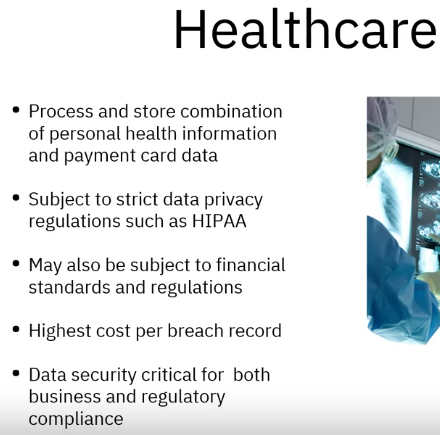 Healthcare
• Process and store combination
of personal health information
and payment card data
• Subject to strict data privacy
regulations such as HIPAA
• May also be subject to financial
standards and regulations
• Highest cost per breach record
• Data security critical for  both
business and regulatory
compliance